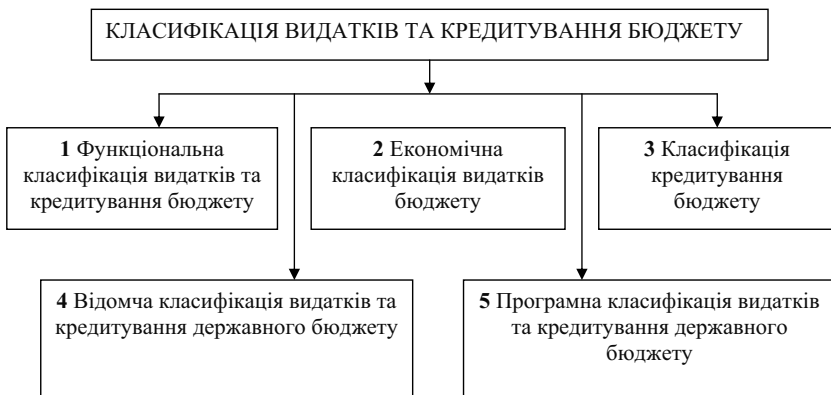 КЛАСИФІКАЦІЯ ВИДАТКІВ ТА КРЕДИТУВАННЯ БЮДЖЕТУ
1 Функціональна
класифікація видатків та
кредитування бюджету
2 Економічна
класифікація видатків
бюджету
3 Класифікація
кредитування
бюджету
4 Відомча класифікація видатків та
кредитування державного бюджету
5 Програмна класифікація видатків
та кредитування державного
бюджету